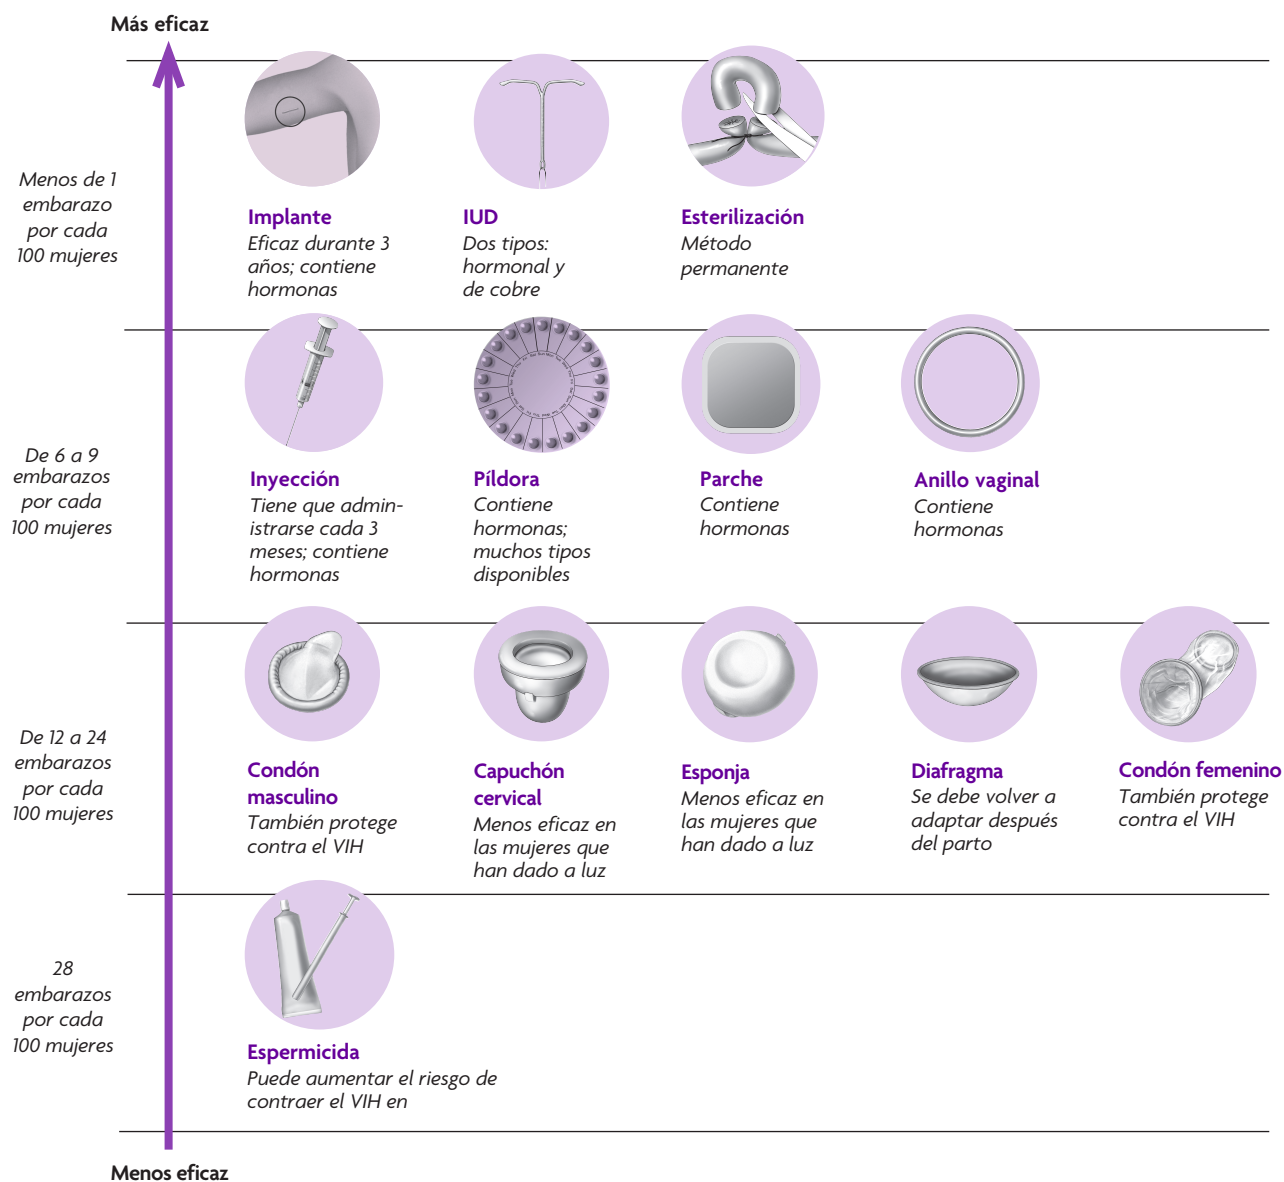 Más eficaz
Menos de 1
embarazo
por cada
100 mujeres
Implante
Eficaz durante 3
años; contiene
hormonas
IUD
Dos tipos:
hormonal y
de cobre
Esterilización
Método
permanente
De 6 a 9
embarazos
por cada
100 mujeres
Inyección
Tiene que admin-
istrarse cada 3
meses; contiene
hormonas
Píldora
Contiene
hormonas;
muchos tipos
disponibles
Parche
Contiene
hormonas
Anillo vaginal
Contiene
hormonas
De 12 a 24
embarazos
por cada
100 mujeres
Condón
masculino
También protege
contra el VIH
Capuchón
cervical
Menos eficaz en
las mujeres que
han dado a luz
Esponja
Menos eficaz en
las mujeres que
han dado a luz
Diafragma
Se debe volver a
adaptar después
del parto
Condón femenino
También protege
contra el VIH
28
embarazos
por cada
100 mujeres
Espermicida
Puede aumentar el riesgo de
contraer el VIH en
Menos eficaz